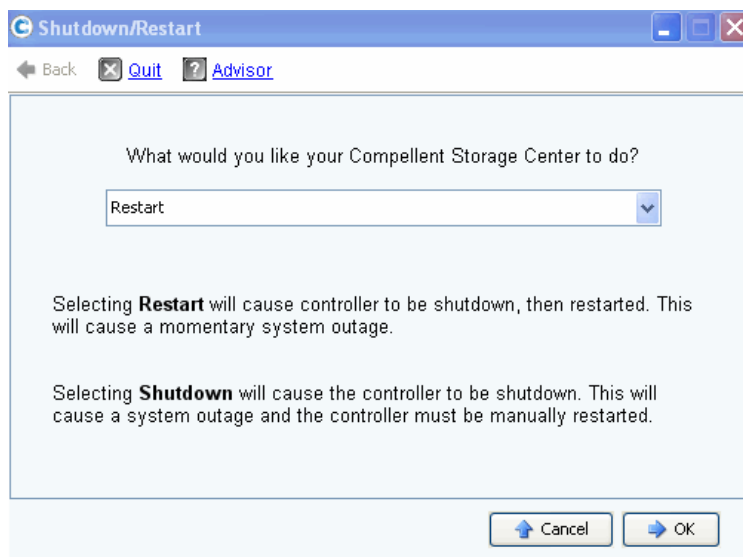 Shutdown/Restart
Back Quit Advisor
What would you like your Compellent Storage Center to do?
Restart
Selecting Restart will cause controller to be shutdown, then restarted. This
will cause a momentary system outage.
Selecting Shutdown will cause the controller to be shutdown. This will
cause a system outage and the controller must be manually restarted.
Cancel OK